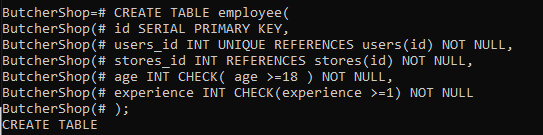 ButcherShop=# CREATE TABLE employee(
ButcherShop(# id SERIAL PRIMARY KEY,
ButcherShop(# users_id INT UNIQUE REFERENCES users(id) NOT NULL,
ButcherShop(# stores_id INT REFERENCES stores(id) NOT NULL,
ButcherShop(# age INT CHECK( age >=18 ) NOT NULL,
ButcherShop(# experience INT CHECK(experience >=1) NOT NULL
ButcherShop(# );
CREATE TABLE